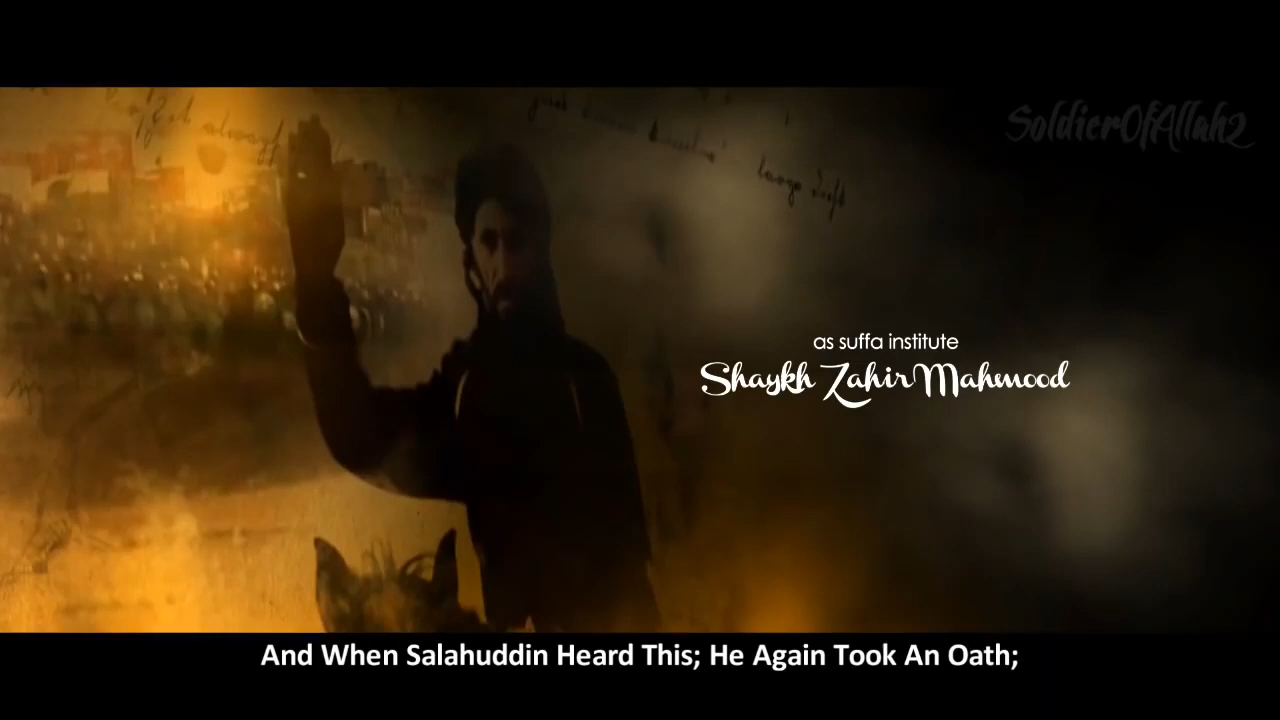 SoldierOfAllah2
as suffa institute
Shaykh Zahir Mahmood
And When Salahuddin Heard This; He Again Took An Oath;